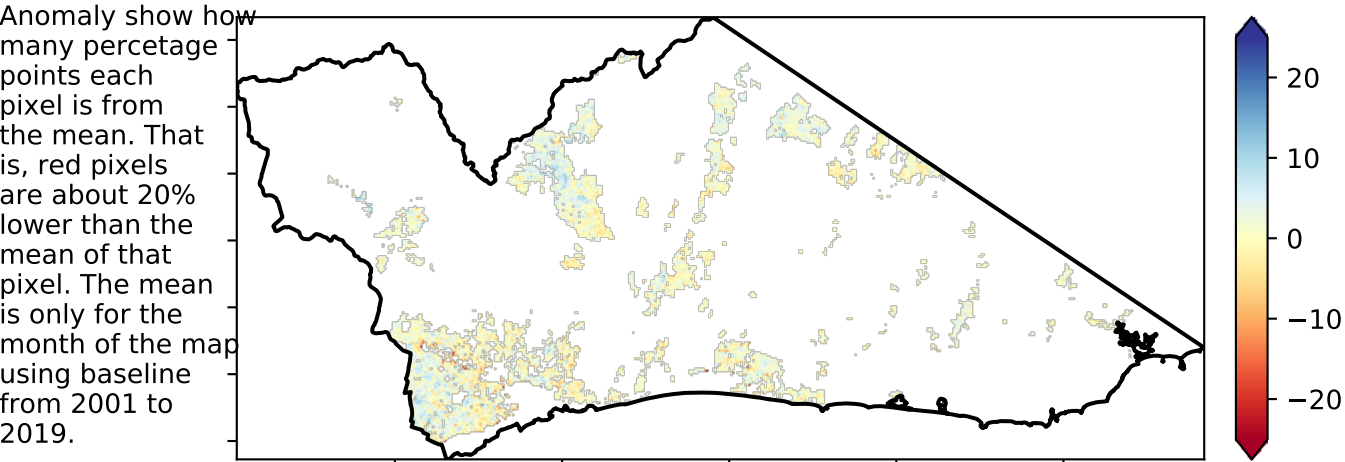 Anomaly show how
many percetage
points each
pixel is from
the mean. That
is, red pixels
are about 20%
lower than the
mean of that
pixel. The mean
is only for the
month of the map
using baseline
from 2001 to
2019.
20
10
0
−10
−20